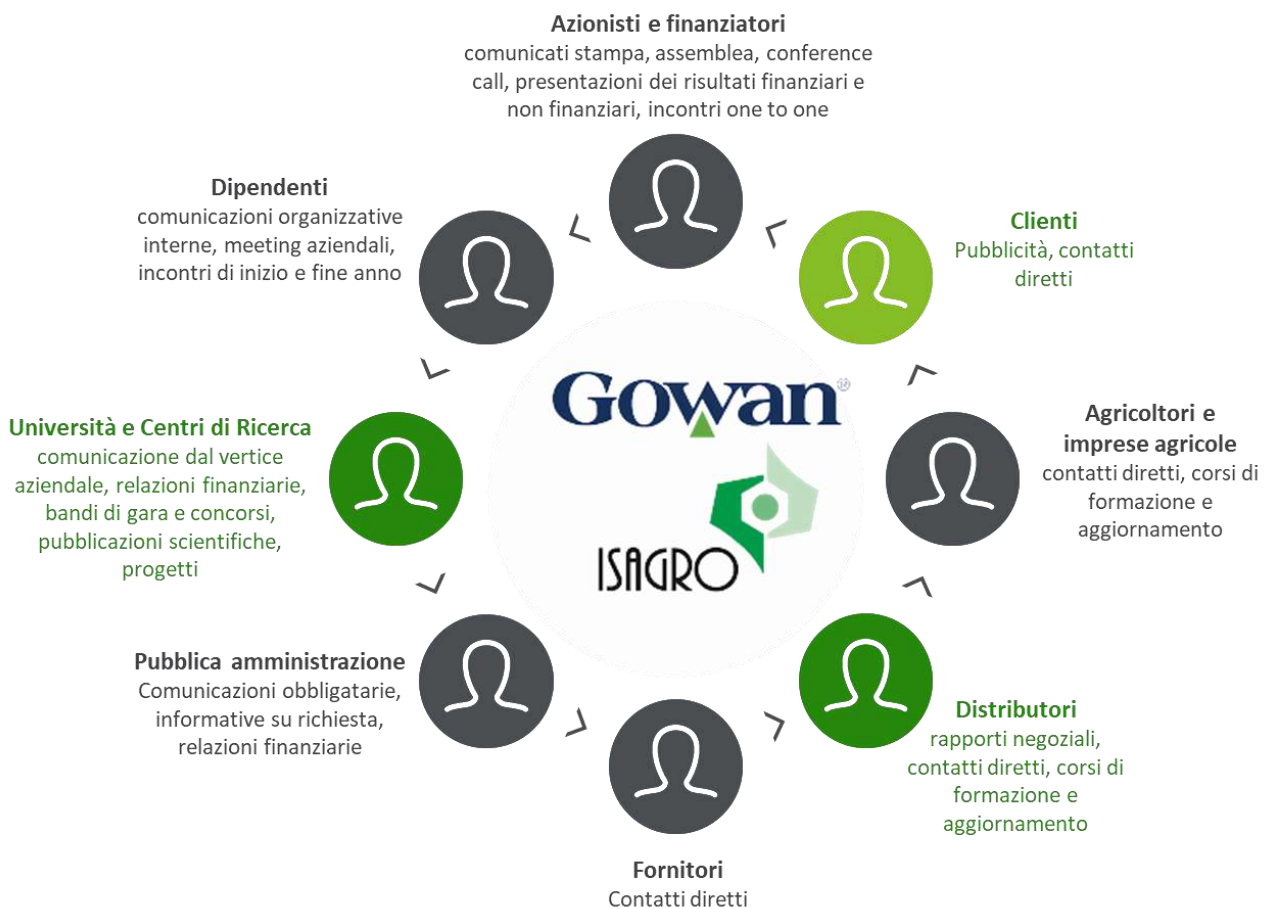 Azionisti e finanziatori
comunicati stampa, assemblea, conference
call, presentazioni dei risultati finanziari e
non finanziari, incontri one to one
Dipendenti
comunicazioni organizzative
interne, meeting aziendali,
incontri di inizio e fine anno
Clienti
Pubblicità, contatti
diretti
Università e Centri di Ricerca
comunicazione dal vertice
aziendale, relazioni finanziarie,
bandi di gara e concorsi,
pubblicazioni scientifiche,
progetti
Gowan®
ISAGRO
Agricoltori e
imprese agricole
contatti diretti, corsi di
formazione e
aggiornamento
Pubblica amministrazione
Comunicazioni obbligatarie,
informative su richiesta,
relazioni finanziarie
Distributori
rapporti negoziali,
contatti diretti, corsi di
formazione e
aggiornamento
Fornitori
Contatti diretti